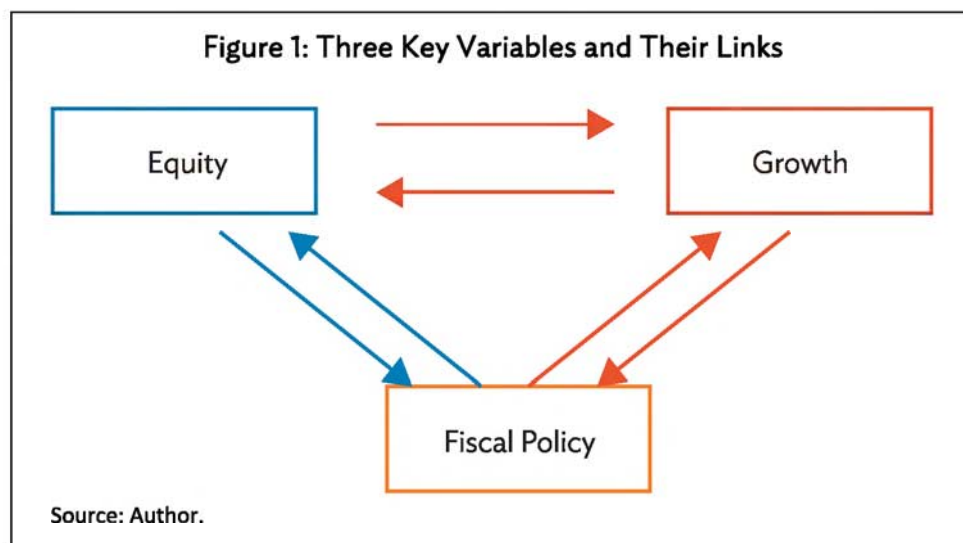 Figure 1: Three Key Variables and Their Links
Equity
Growth
Fiscal Policy
Source: Author.